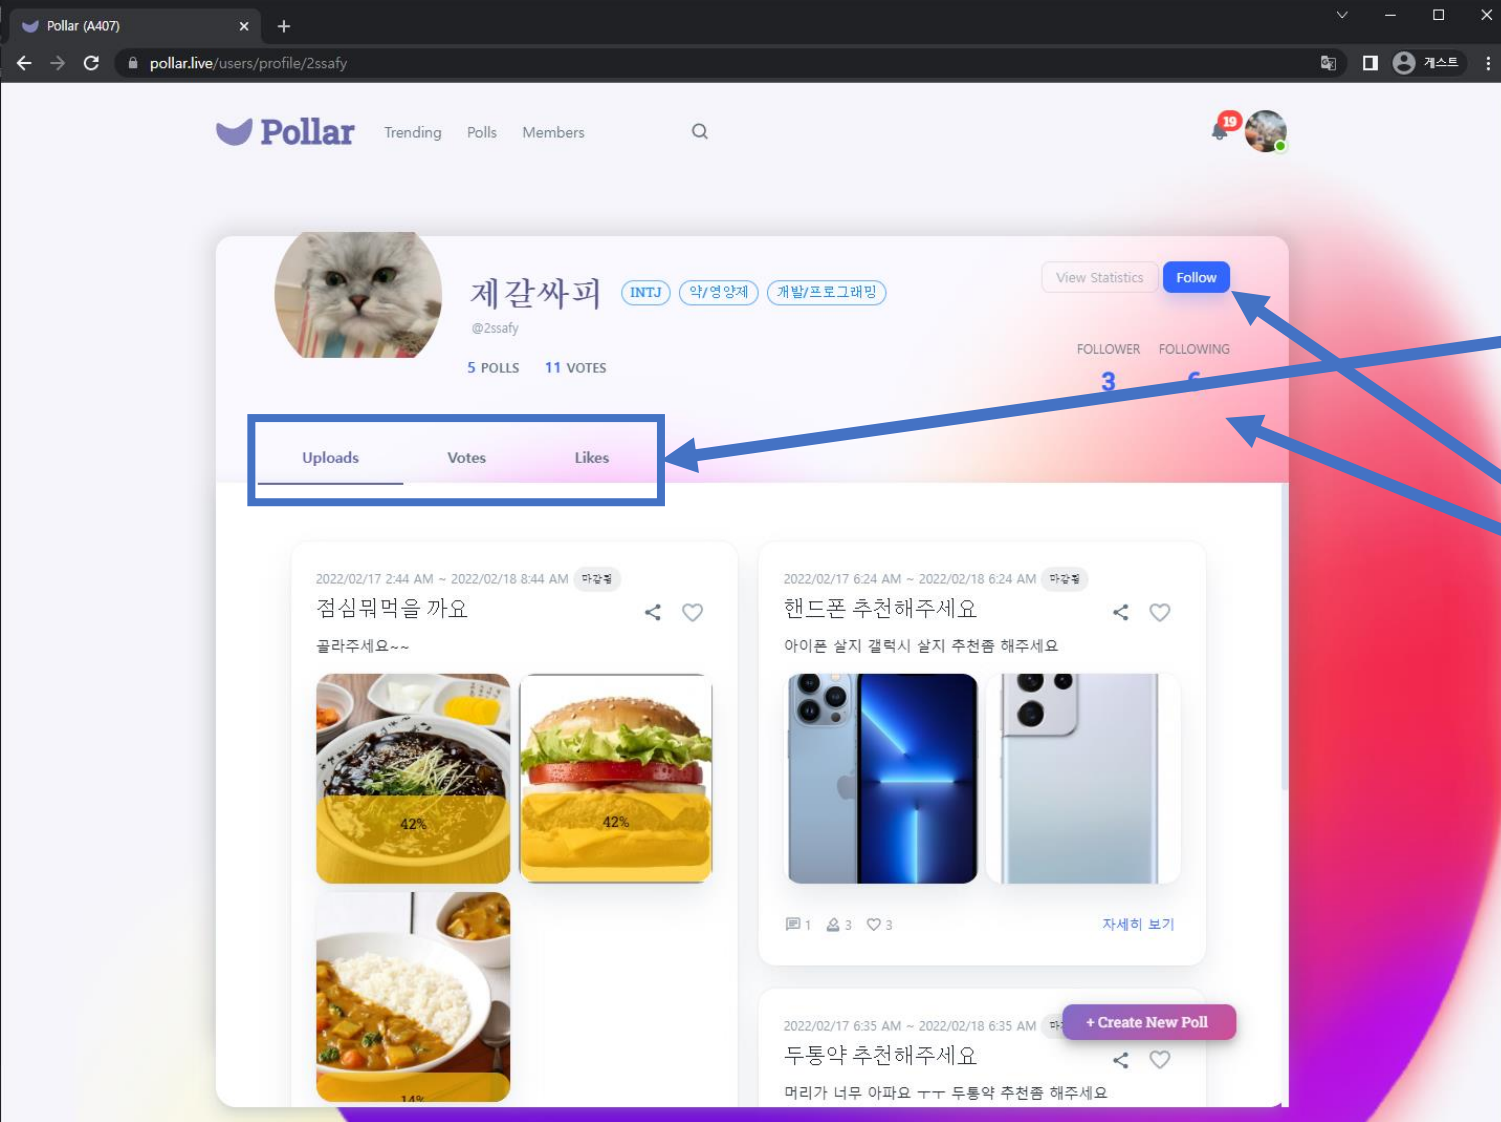 Pollar (A407)
pollar.live/users/profile/2ssafy
게스트
Pollar Trending Polls Members
19
제갈싸피 INTJ 약/영양제 개발/프로그래밍
View Statistics Follow
@2ssafy
5 POLLS 11 VOTES
FOLLOWER FOLLOWING
3
Uploads Votes Likes
2022/02/17 2:44 AM ~ 2022/02/18 8:44 AM 마감됨
점심뭐먹을 까요
골라주세요~~
42%
42%
14%
2022/02/17 6:24 AM ~ 2022/02/18 6:24 AM 마감됨
핸드폰 추천해주세요
아이폰 살지 갤럭시 살지 추천좀 해주세요
1 3 3 자세히 보기
2022/02/17 6:35 AM ~ 2022/02/18 6:35 AM
+ Create New Poll
두통약 추천해주세요
머리가 너무 아파요 ㅜㅜ 두통약 추천좀 해주세요